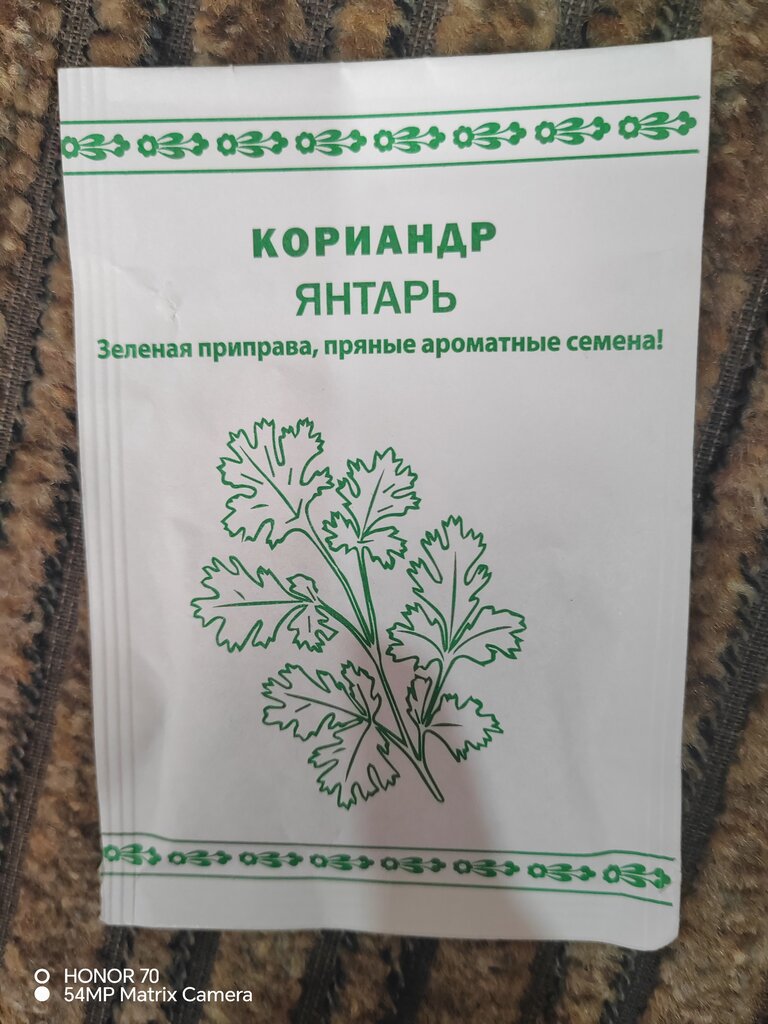 КОРИАНДР
ЯНТАРЬ
Зеленая приправа, пряные ароматные семена!
HONOR 70
54MP Matrix Camera